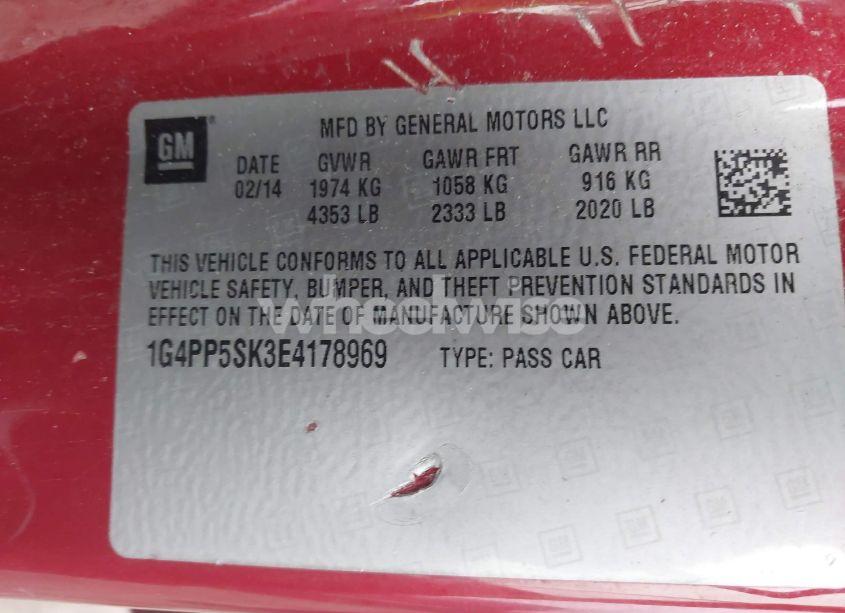 GM
MFD BY GENERAL MOTORS LLC
DATE GVWR GAWR FRT GAWR RR
02/14 1974 KG 1058 KG 916 KG
4353 LB 2333 LB 2020 LB
THIS VEHICLE CONFORMS TO ALL APPLICABLE U.S. FEDERAL MOTOR
VEHICLE SAFETY, BUMPER, AND THEFT PREVENTION STANDARDS IN
EFFECT ON THE DATE OF MANUFACTURE SHOWN ABOVE.
wheelwise
1G4PP5SK3E4178969 TYPE: PASS CAR